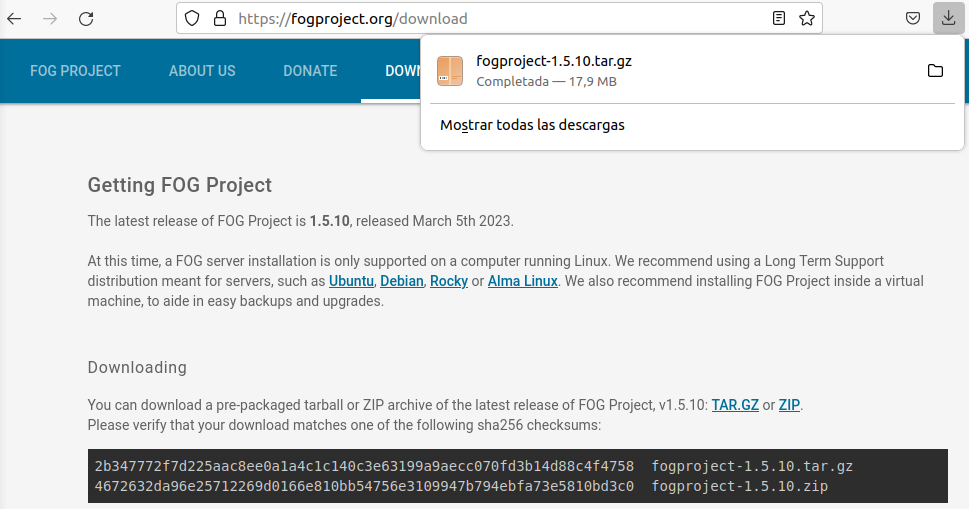 https://fogproject.org/download
FOG PROJECT
ABOUT US
DONATE
fogproject-1.5.10.tar.gz
Completada — 17,9 MB
Mostrar todas las descargas
Getting FOG Project
The latest release of FOG Project is 1.5.10, released March 5th 2023.
At this time, a FOG server installation is only supported on a computer running Linux. We recommend using a Long Term Support
distribution meant for servers, such as Ubuntu, Debian, Rocky or Alma Linux. We also recommend installing FOG Project inside a virtual
machine, to aide in easy backups and upgrades.
Downloading
You can download a pre-packaged tarball or ZIP archive of the latest release of FOG Project, v1.5.10: TAR.GZ or ZIP.
Please verify that your download matches one of the following sha256 checksums:
2b347772f7d225aac8ee0a1a4c1c140c3e63199a9aecc070fd3b14d88c4f4758 fogproject-1.5.10.tar.gz
4672632da96e25712269d0166e810bb54756e3109947b794ebfa73e5810bd3c0 fogproject-1.5.10.zip